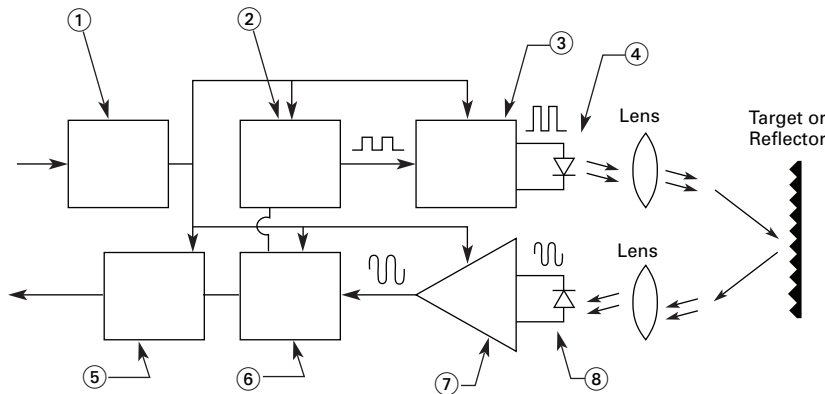 ①
②
③
④
Lens
Target or
Reflector
Lens
⑤
⑥
⑦
⑧